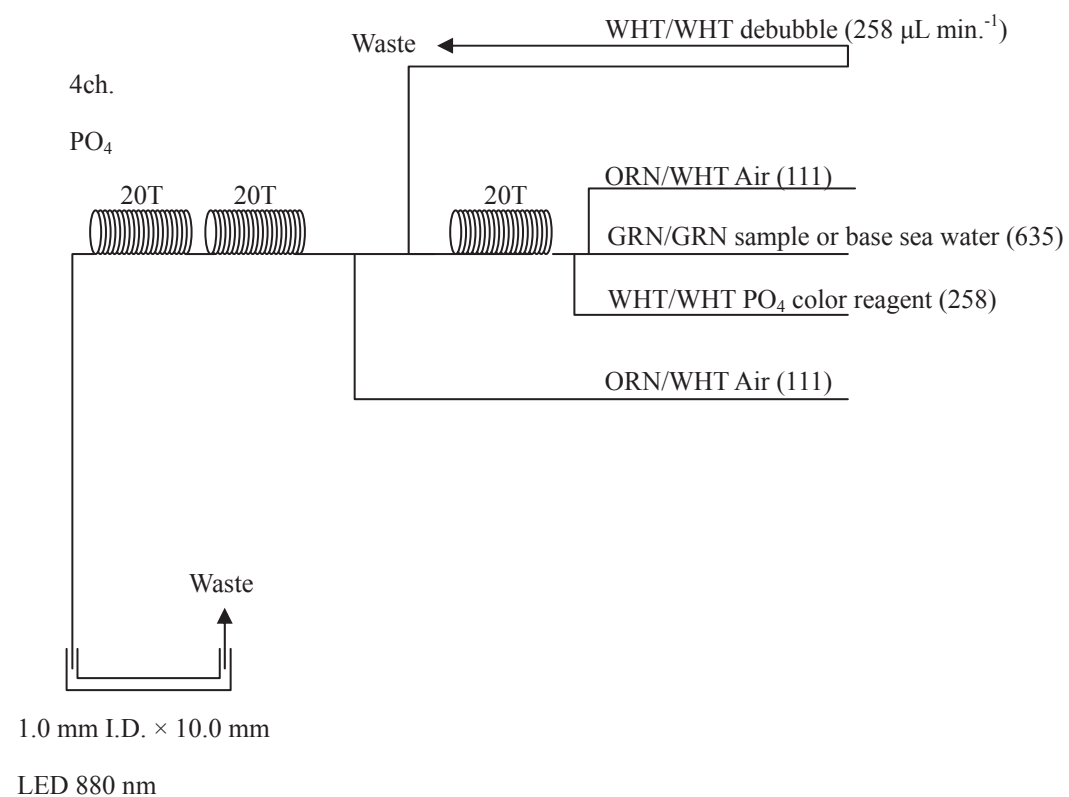 WHT/WHT debubble (258 μL min.⁻¹)
Waste
4ch.
PO₄
20T 20T 20T
ORN/WHT Air (111)
GRN/GRN sample or base sea water (635)
WHT/WHT PO₄ color reagent (258)
ORN/WHT Air (111)
Waste
1.0 mm I.D. × 10.0 mm
LED 880 nm